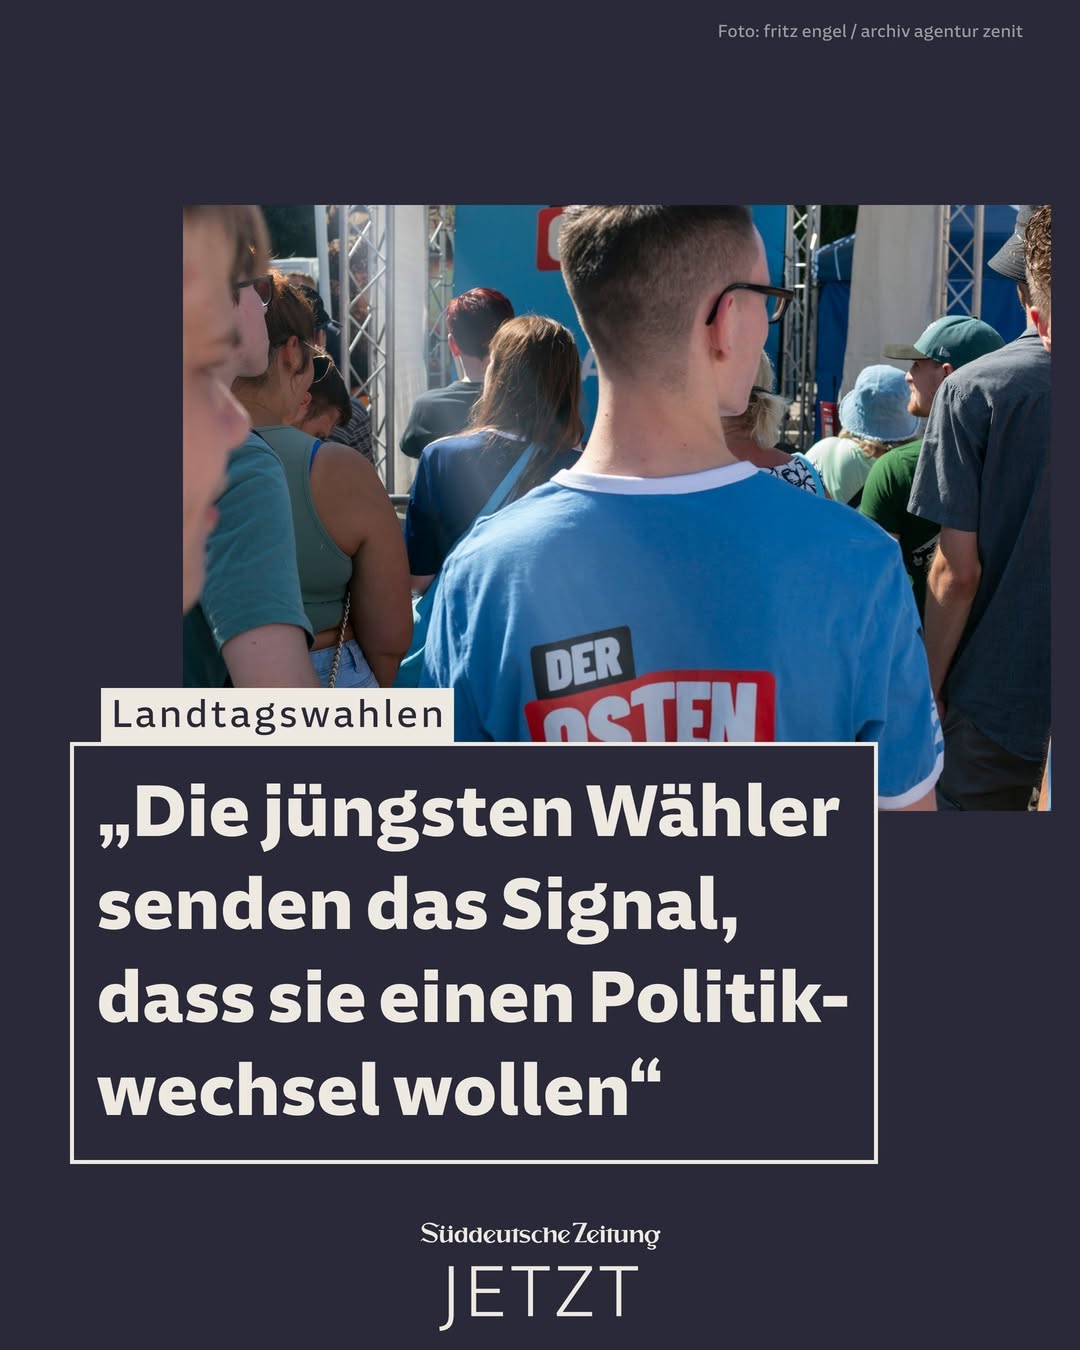 Foto: fritz engel / archiv agentur zenit
DER
OSTEN
Landtagswahlen
„Die jüngsten Wähler
senden das Signal,
dass sie einen Politik-
wechsel wollen“
Süddeutsche Zeitung
JETZT